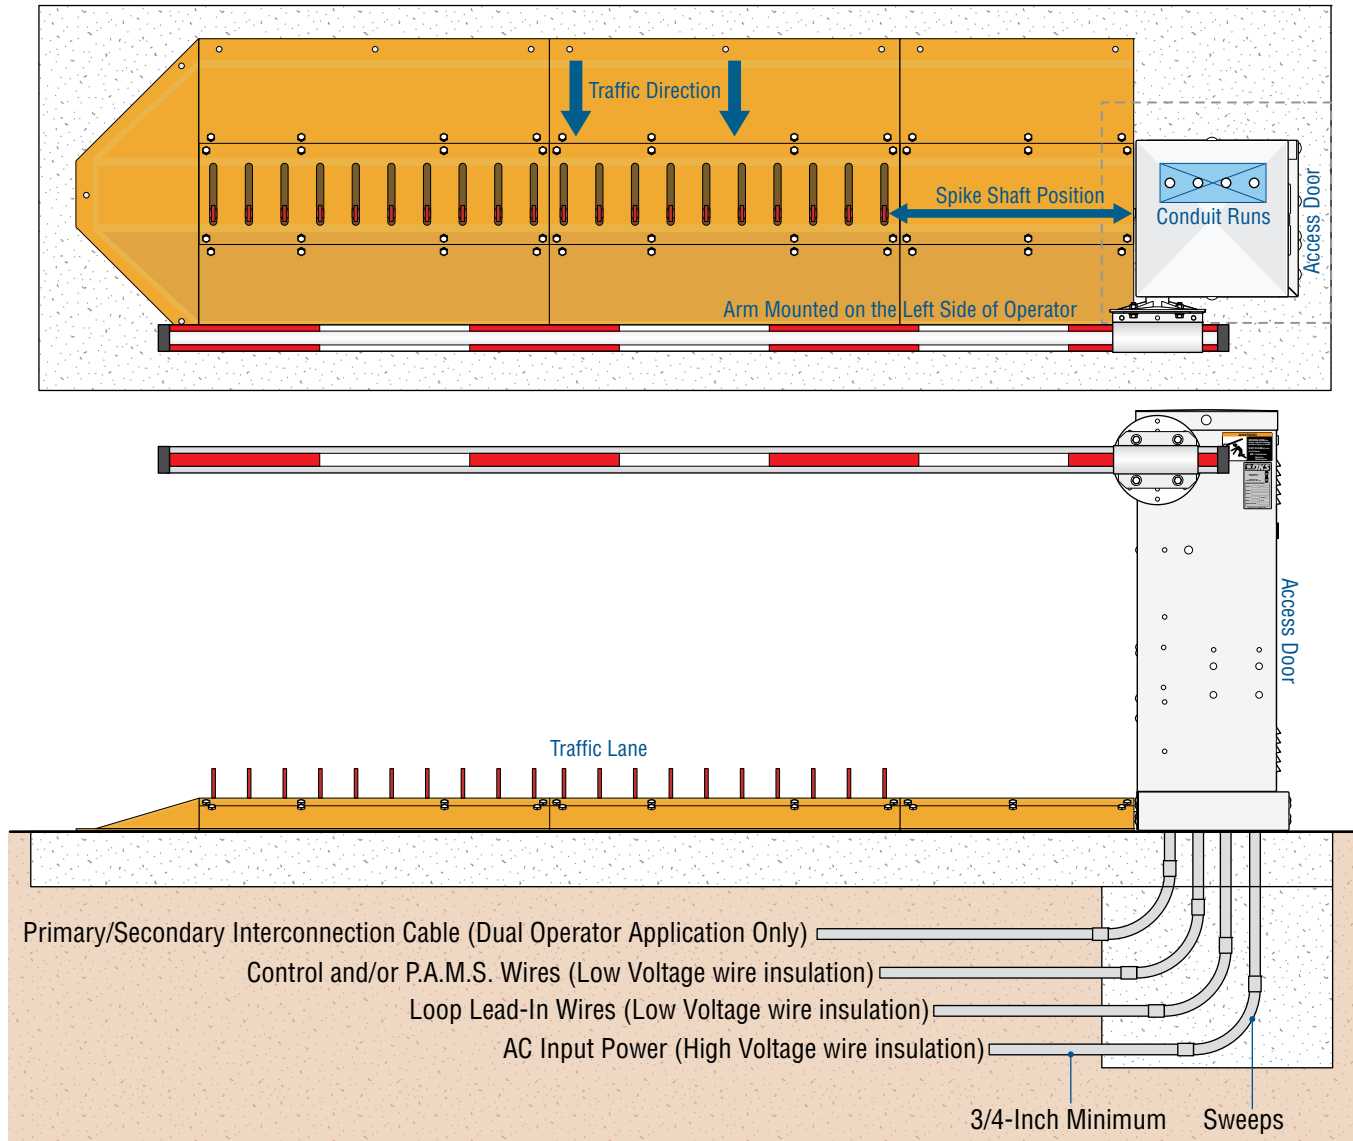 Traffic Direction
Spike Shaft Position
Conduit Runs
Access Door
Arm Mounted on the Left Side of Operator
DKS
Access Door
Traffic Lane
Primary/Secondary Interconnection Cable (Dual Operator Application Only)
Control and/or P.A.M.S. Wires (Low Voltage wire insulation)
Loop Lead-In Wires (Low Voltage wire insulation)
AC Input Power (High Voltage wire insulation)
3/4-Inch Minimum
Sweeps